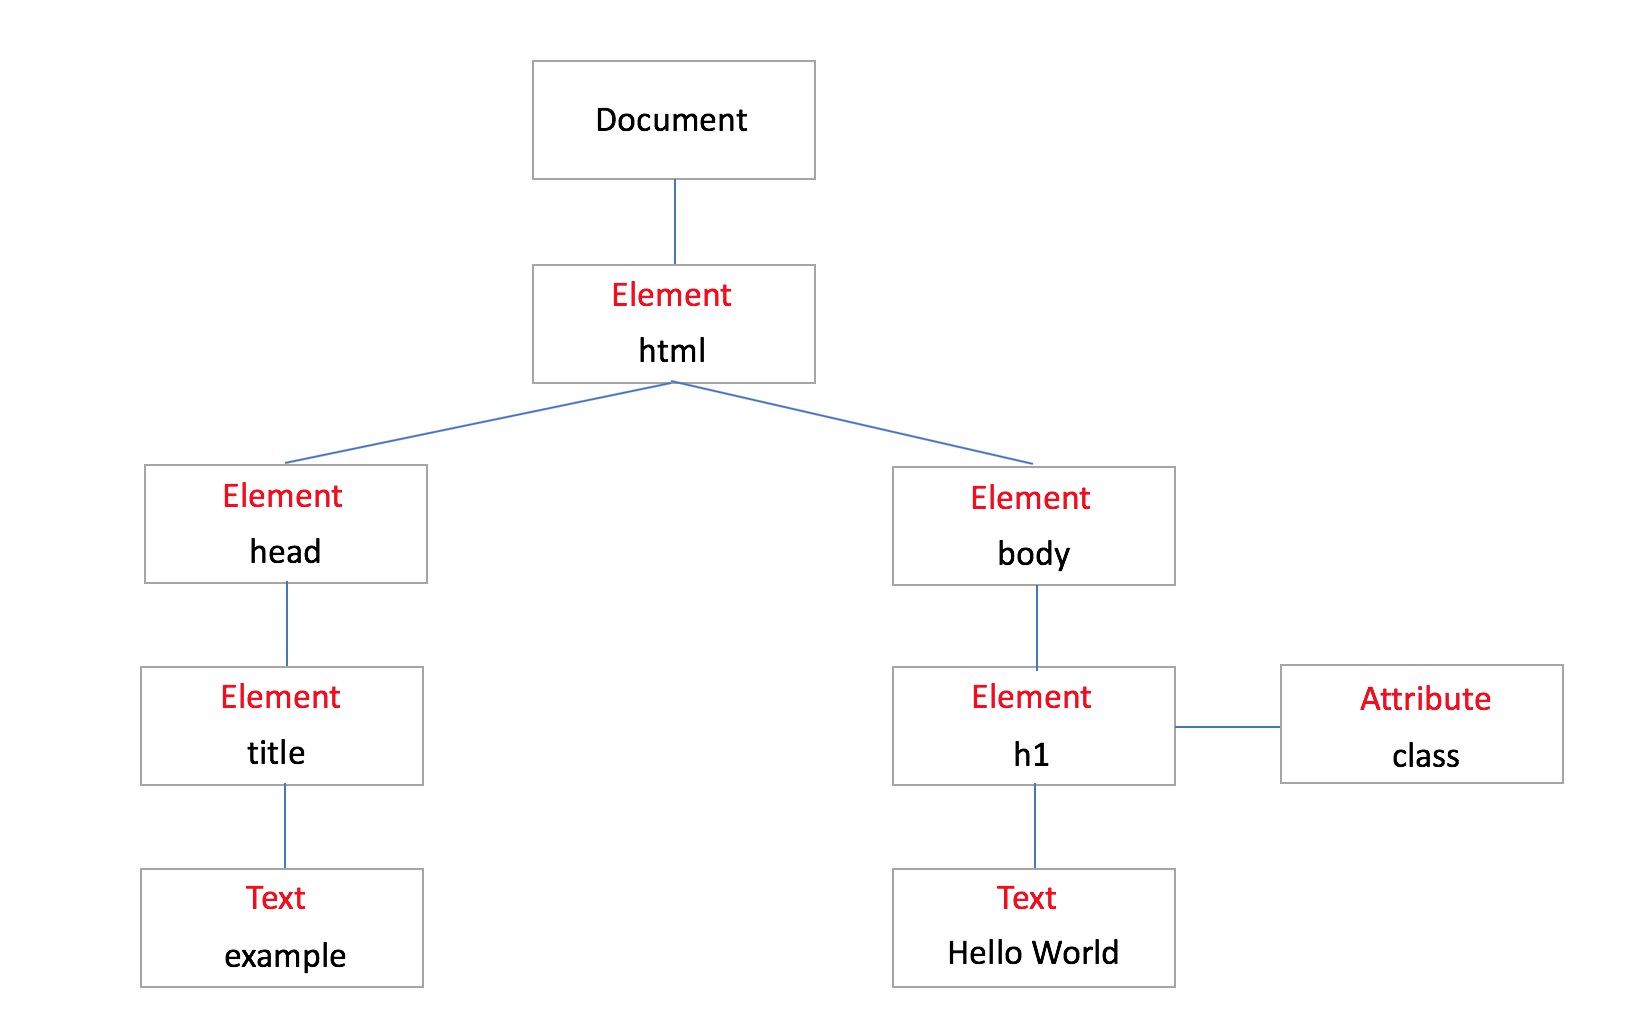 Document
Element
html
Element
head
Element
body
Element
title
Element
h1
Attribute
class
Text
example
Text
Hello World